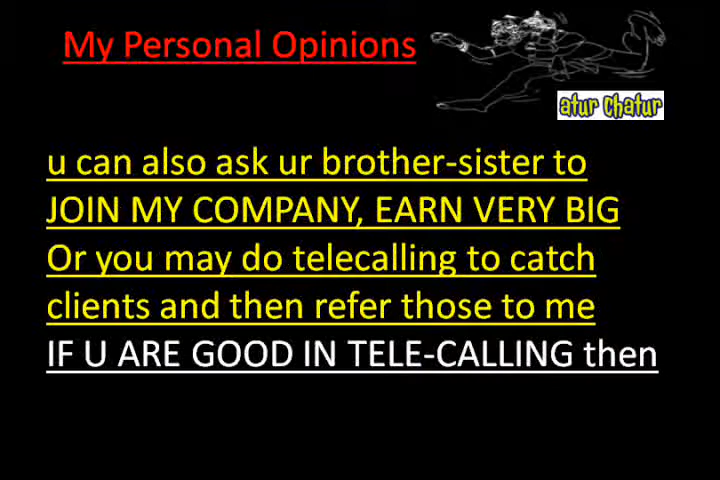 My Personal Opinions
atur chatur
u can also ask ur brother-sister to
JOIN MY COMPANY, EARN VERY BIG
Or you may do telecalling to catch
clients and then refer those to me
IF U ARE GOOD IN TELE-CALLING then